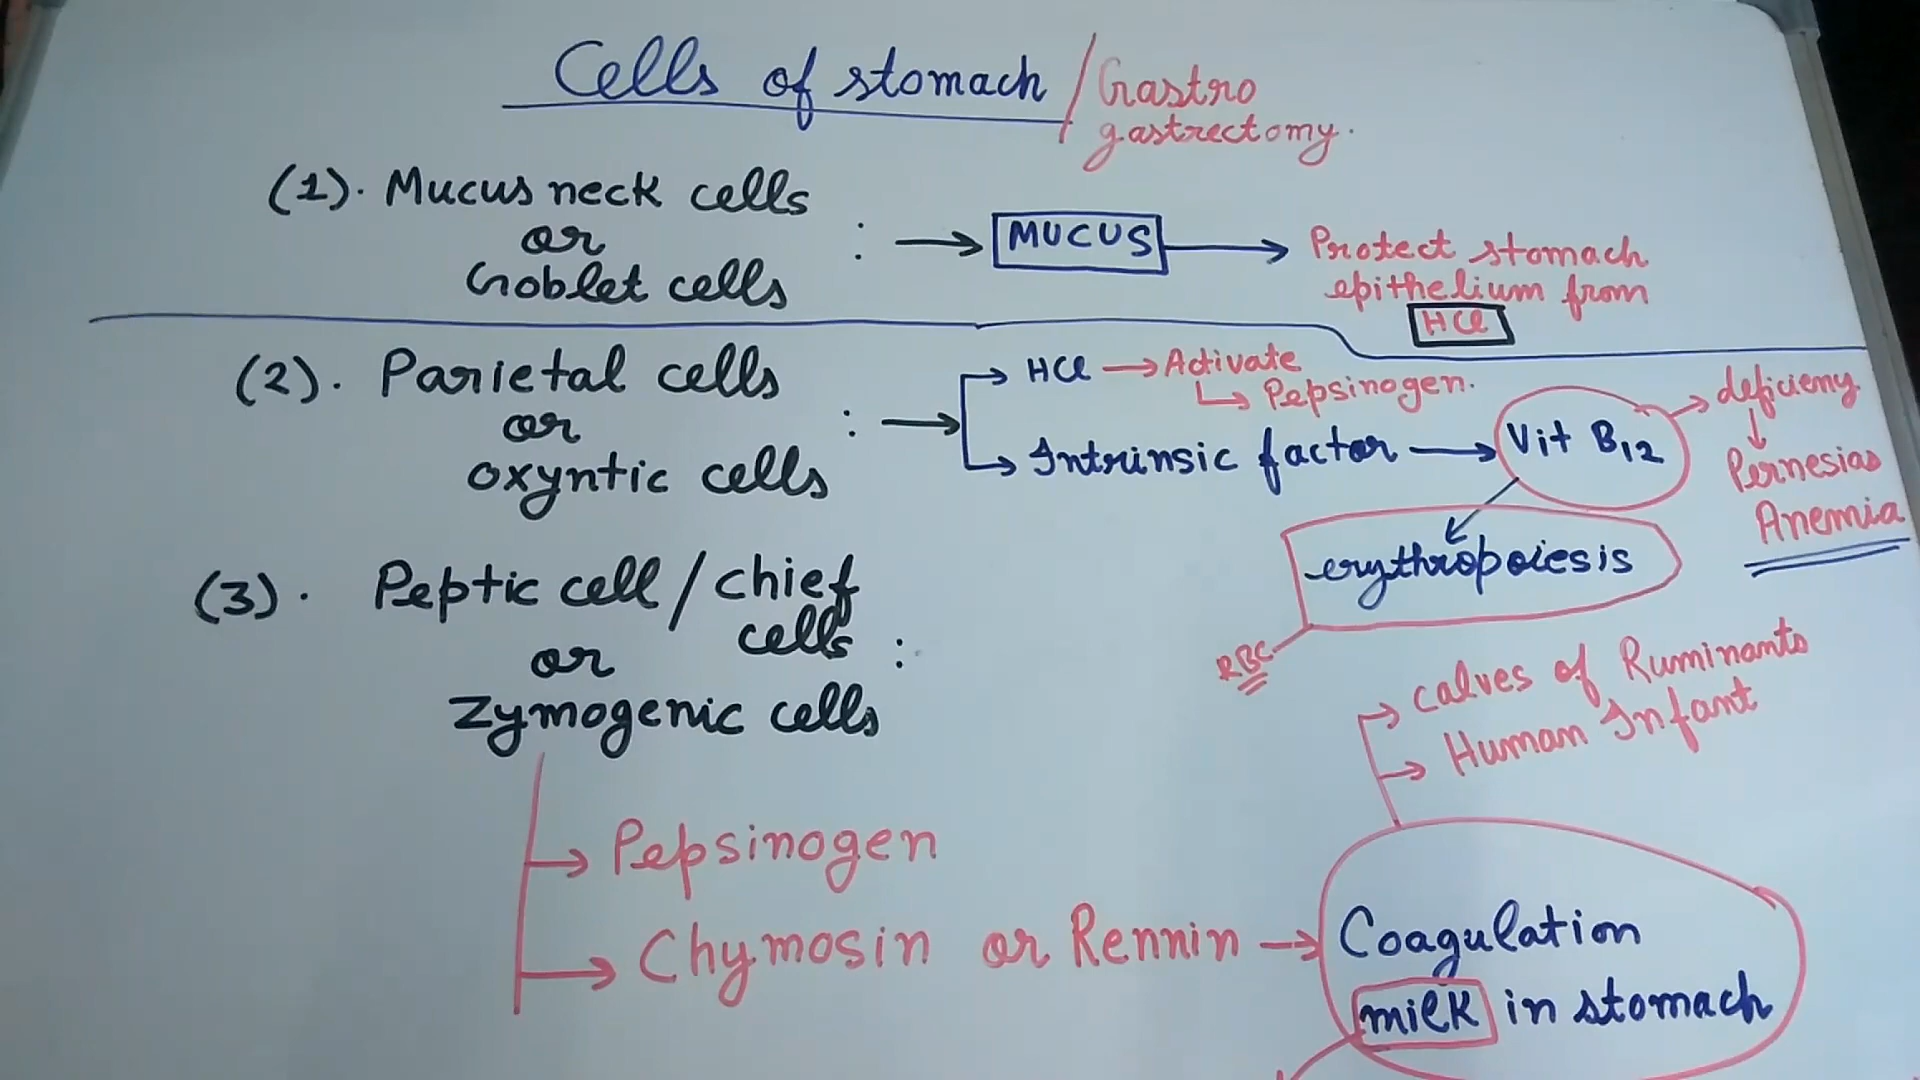 Cells of stomach / Gastro
gastrectomy.
(1). Mucus neck cells
or
Goblet cells
: → MUCUS → Protect stomach
epithelium from
HCl
(2). Parietal cells
or
oxyntic cells
: → HCl → Activate
↳ Pepsinogen.
→ Intrinsic factor → Vit B12
→ deficieny
↓
Pernesias
Anemia
erythropoiesis
RBC
(3). Peptic cell / chief
cells
or :
Zymogenic cells
→ Pepsinogen
→ Chymosin or Rennin → Coagulation
milk in stomach
→ calves of Ruminants
→ Human Infant